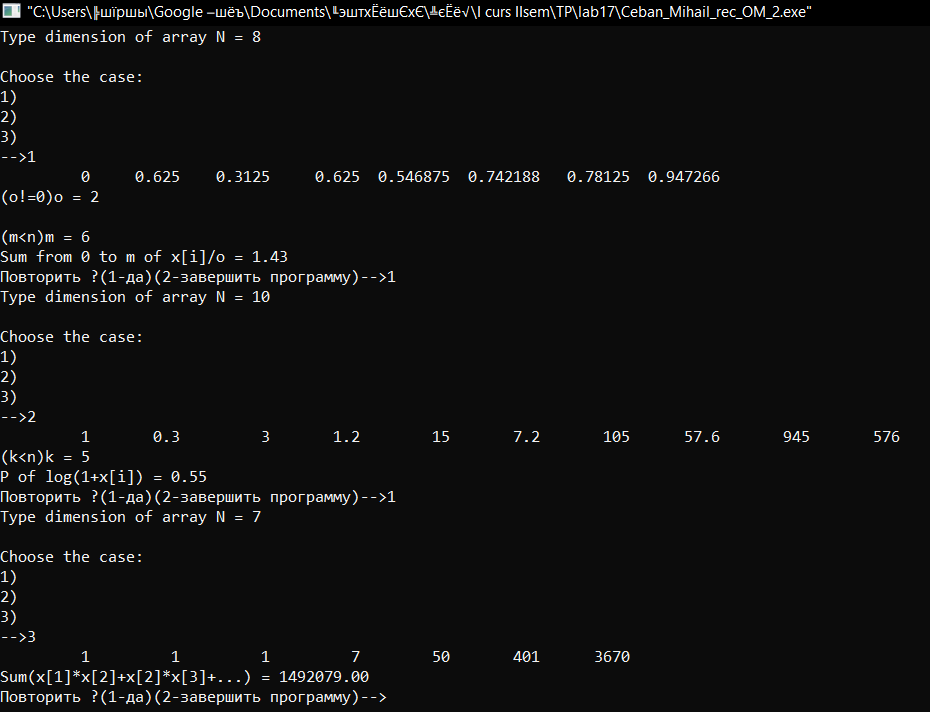 "C:\Users\╠шїршы\Google –шёъ\Documents\╙эштхЁёшЄхЄ\╩єЁё√\I curs IIsem\TP\lab17\Ceban_Mihail_rec_OM_2.exe"
Type dimension of array N = 8
Choose the case:
1)
2)
3)
-->1
0 0.625 0.3125 0.625 0.546875 0.742188 0.78125 0.947266
(o!=0)o = 2
(m<n)m = 6
Sum from 0 to m of x[i]/o = 1.43
Повторить ?(1-да)(2-завершить программу)-->1
Type dimension of array N = 10
Choose the case:
1)
2)
3)
-->2
1 0.3 3 1.2 15 7.2 105 57.6 945 576
(k<n)k = 5
P of log(1+x[i]) = 0.55
Повторить ?(1-да)(2-завершить программу)-->1
Type dimension of array N = 7
Choose the case:
1)
2)
3)
-->3
1 1 1 7 50 401 3670
Sum(x[1]*x[2]+x[2]*x[3]+...) = 1492079.00
Повторить ?(1-да)(2-завершить программу)-->